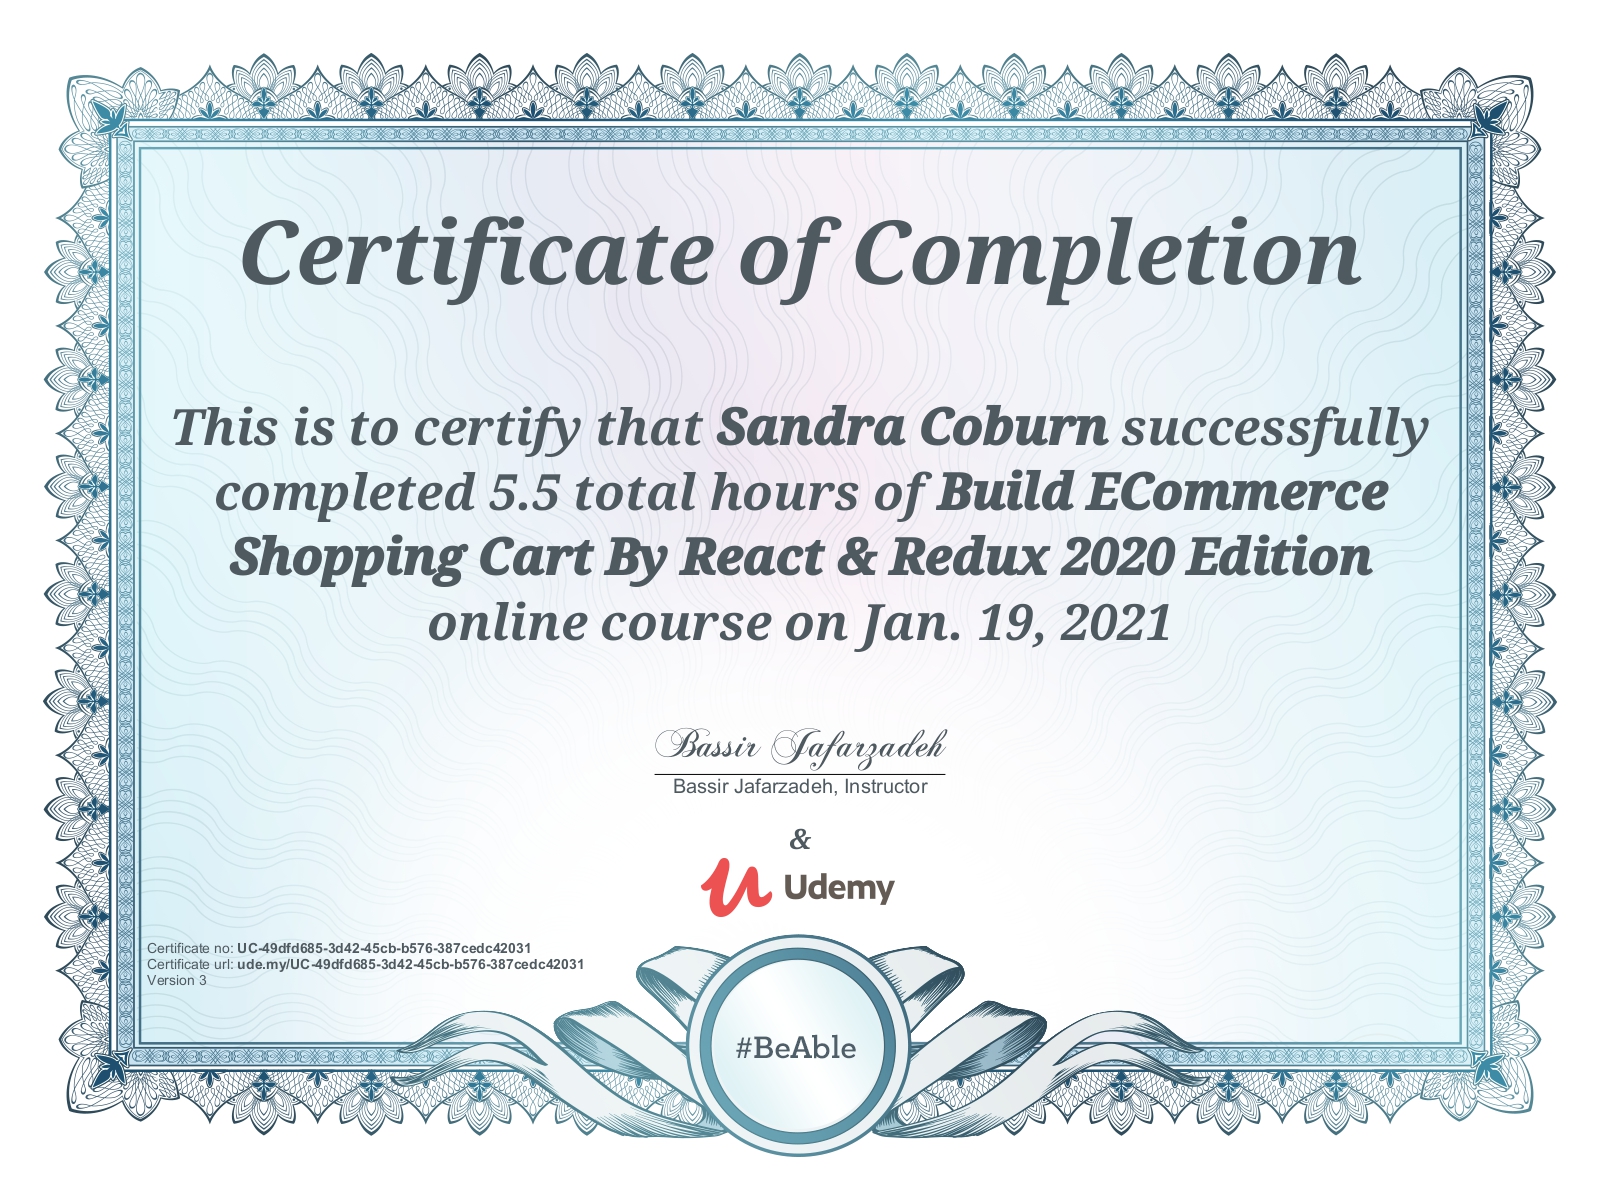 Certificate of Completion
This is to certify that Sandra Coburn successfully
completed 5.5 total hours of Build ECommerce
Shopping Cart By React & Redux 2020 Edition
online course on Jan. 19, 2021
Bassir Jafarzadeh
Bassir Jafarzadeh, Instructor
&
Udemy
Certificate no: UC-49dfd685-3d42-45cb-b576-387cedc42031
Certificate url: ude.my/UC-49dfd685-3d42-45cb-b576-387cedc42031
Version 3
#BeAble